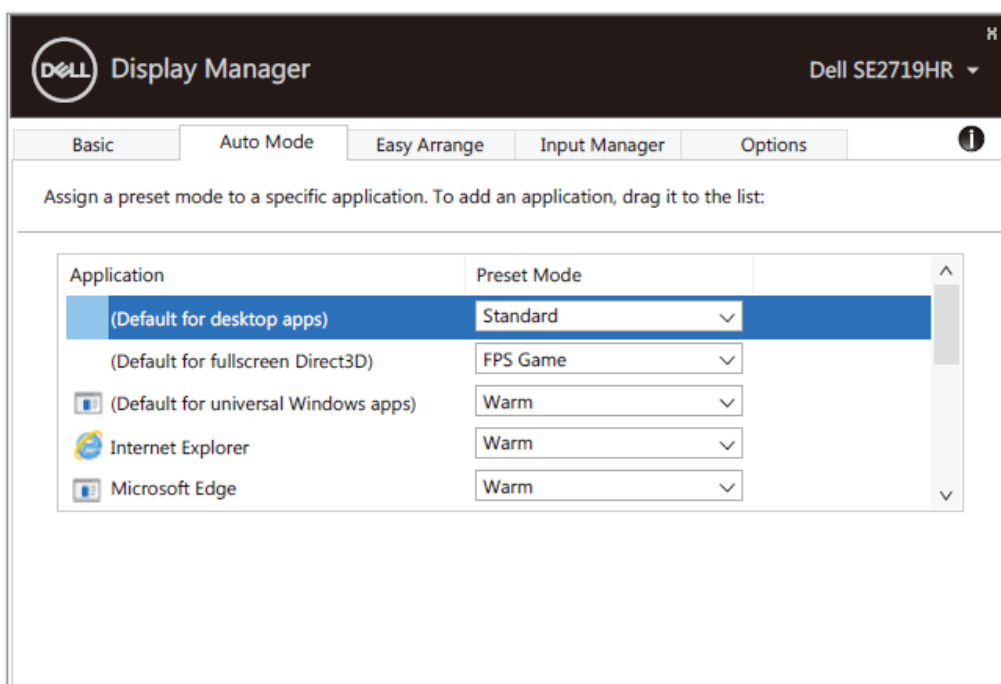 DELL Display Manager
Dell SE2719HR
Basic Auto Mode Easy Arrange Input Manager Options
Assign a preset mode to a specific application. To add an application, drag it to the list:
Application Preset Mode
(Default for desktop apps) Standard
(Default for fullscreen Direct3D) FPS Game
(Default for universal Windows apps) Warm
Internet Explorer Warm
Microsoft Edge Warm